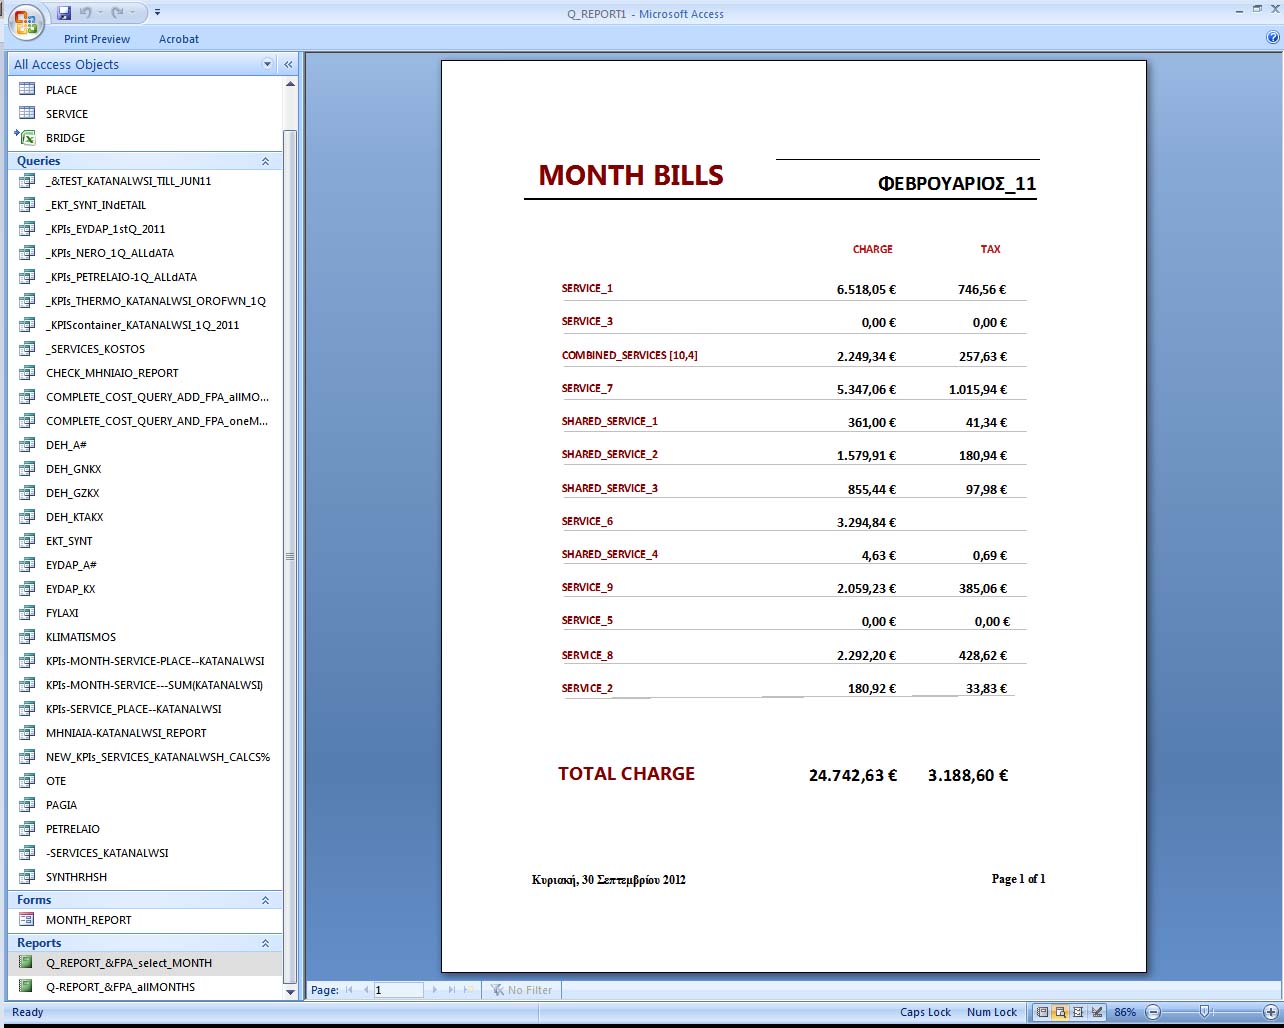 Q_REPORT1 - Microsoft Access
Print Preview Acrobat
All Access Objects
PLACE
SERVICE
BRIDGE
Queries
_&TEST_KATANALWSI_TILL_JUN11
_EKT_SYNT_INdETAIL
_KPIs_EYDAP_1stQ_2011
_KPIs_NERO_1Q_ALLdATA
_KPIs_PETRELAIO-1Q_ALLdATA
_KPIs_THERMO_KATANALWSI_OROFWN_1Q
_KPIScontainer_KATANALWSI_1Q_2011
_SERVICES_KOSTOS
CHECK_MHNIAIO_REPORT
COMPLETE_COST_QUERY_ADD_FPA_allMO...
COMPLETE_COST_QUERY_AND_FPA_oneM...
DEH_A#
DEH_GNKX
DEH_GZKX
DEH_KTAKX
EKT_SYNT
EYDAP_A#
EYDAP_KX
FYLAXI
KLIMATISMOS
KPIs-MONTH-SERVICE-PLACE--KATANALWSI
KPIs-MONTH-SERVICE---SUM(KATANALWSI)
KPIs-SERVICE_PLACE--KATANALWSI
MHNIAIA-KATANALWSI_REPORT
NEW_KPIs_SERVICES_KATANALWSH_CALCS%
OTE
PAGIA
PETRELAIO
-SERVICES_KATANALWSI
SYNTHRHSH
Forms
MONTH_REPORT
Reports
Q_REPORT_&FPA_select_MONTH
Q-REPORT_&FPA_allMONTHS
MONTH BILLS
ΦΕΒΡΟΥΑΡΙΟΣ_11
CHARGE TAX
SERVICE_1 6.518,05 € 746,56 €
SERVICE_3 0,00 € 0,00 €
COMBINED_SERVICES [10,4] 2.249,34 € 257,63 €
SERVICE_7 5.347,06 € 1.015,94 €
SHARED_SERVICE_1 361,00 € 41,34 €
SHARED_SERVICE_2 1.579,91 € 180,94 €
SHARED_SERVICE_3 855,44 € 97,98 €
SERVICE_6 3.294,84 €
SHARED_SERVICE_4 4,63 € 0,69 €
SERVICE_9 2.059,23 € 385,06 €
SERVICE_5 0,00 € 0,00 €
SERVICE_8 2.292,20 € 428,62 €
SERVICE_2 180,92 € 33,83 €
TOTAL CHARGE 24.742,63 € 3.188,60 €
Κυριακή, 30 Σεπτεμβρίου 2012 Page 1 of 1
Page: 1 No Filter
Ready Caps Lock Num Lock 86%